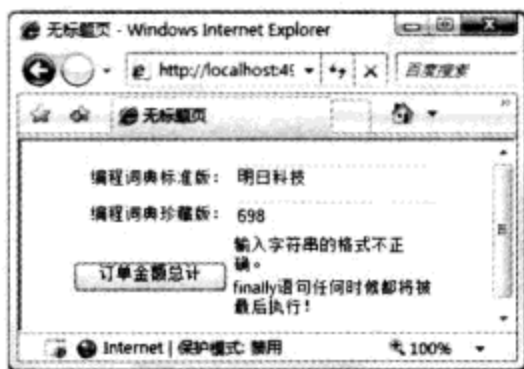 无标题页 - Windows Internet Explorer
http://localhost:49
百度搜索
无标题页
编程词典标准版： 明日科技
编程词典珍藏版： 698
输入字符串的格式不正
确。
订单金额总计
finally语句任何时候都将被
最后执行！
Internet | 保护模式: 禁用
100%